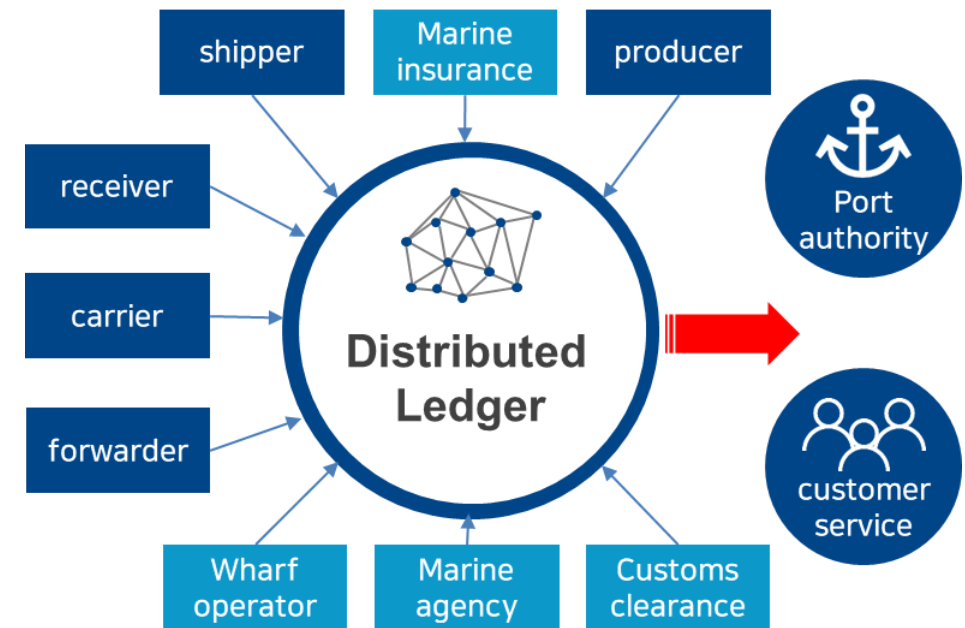 shipper
Marine
insurance
producer
receiver
carrier
forwarder
Distributed
Ledger
Port
authority
customer
service
Wharf
operator
Marine
agency
Customs
clearance